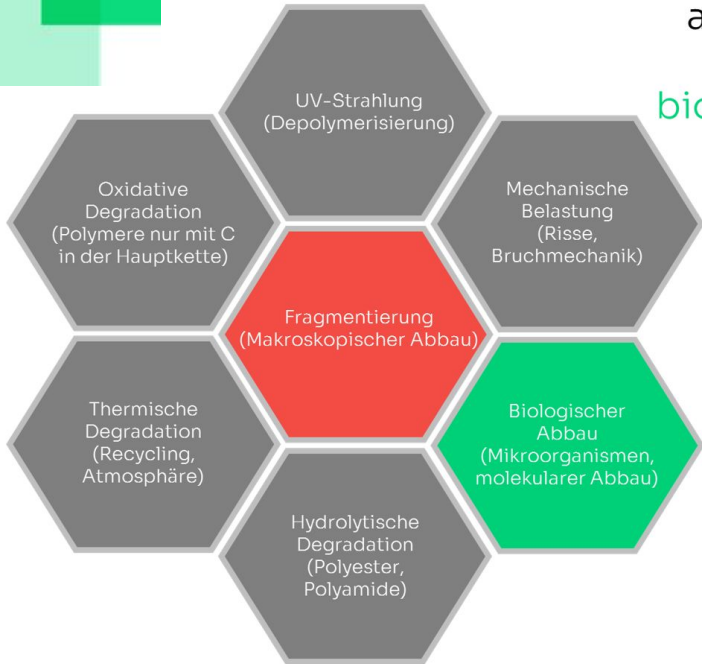 a
bio
UV-Strahlung
(Depolymerisierung)
Oxidative
Degradation
(Polymere nur mit C
in der Hauptkette)
Mechanische
Belastung
(Risse,
Bruchmechanik)
Fragmentierung
(Makroskopischer Abbau)
Thermische
Degradation
(Recycling,
Atmosphäre)
Biologischer
Abbau
(Mikroorganismen,
molekularer Abbau)
Hydrolytische
Degradation
(Polyester,
Polyamide)